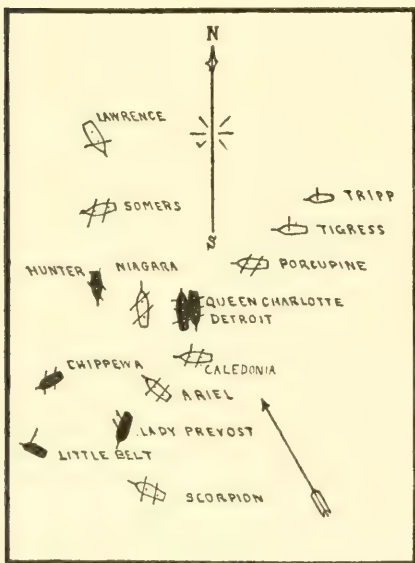 N
LAWRENCE
TRIPP
SOMERS
TIGRESS
S
HUNTER NIAGARA PORCUPINE
QUEEN CHARLOTTE
DETROIT
CHIPPEWA CALEDONIA
ARIEL
LADY PREVOST
LITTLE BELT
SCORPION